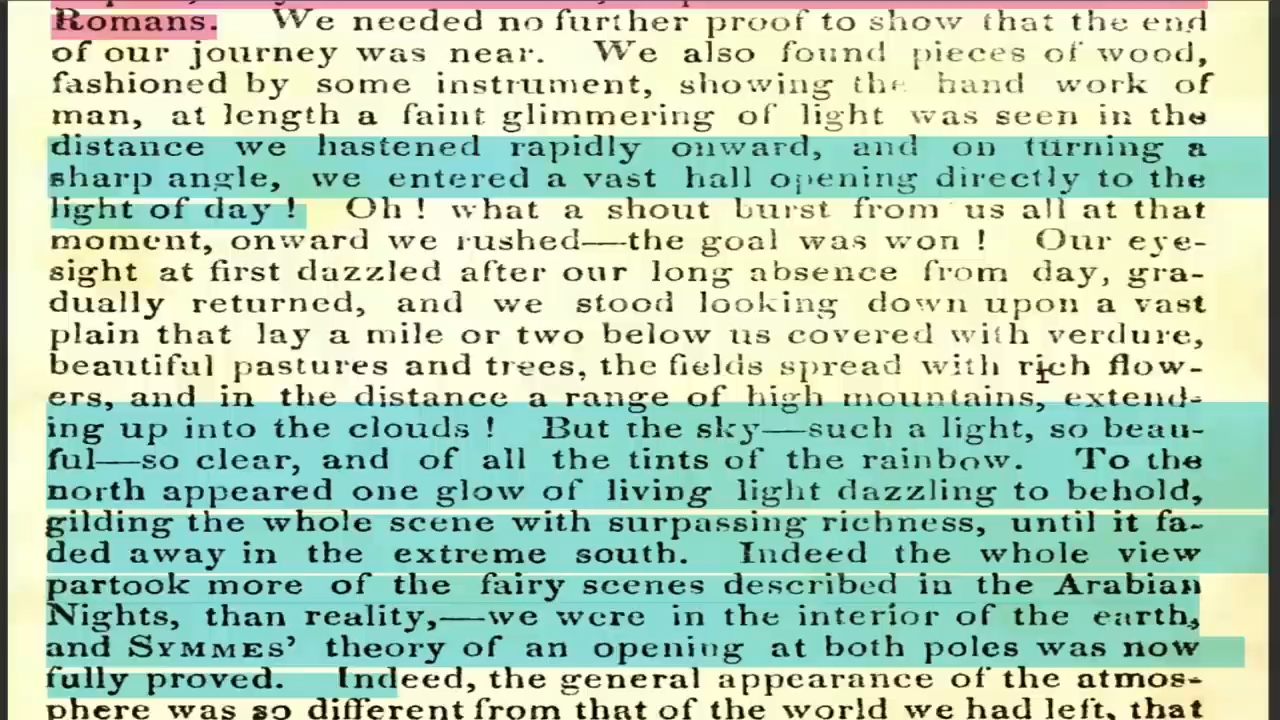 Romans. We needed no further proof to show that the end
of our journey was near. We also found pieces of wood,
fashioned by some instrument, showing the hand work of
man, at length a faint glimmering of light was seen in the
distance we hastened rapidly onward, and on turning a
sharp angle, we entered a vast hall opening directly to the
light of day ! Oh ! what a shout burst from us all at that
moment, onward we rushed—the goal was won ! Our eye-
sight at first dazzled after our long absence from day, gra-
dually returned, and we stood looking down upon a vast
plain that lay a mile or two below us covered with verdure,
beautiful pastures and trees, the fields spread with rich flow-
ers, and in the distance a range of high mountains, extend-
ing up into the clouds ! But the sky—such a light, so beau-
ful—so clear, and of all the tints of the rainbow. To the
north appeared one glow of living light dazzling to behold,
gilding the whole scene with surpassing richness, until it fa-
ded away in the extreme south. Indeed the whole view
partook more of the fairy scenes described in the Arabian
Nights, than reality,—we were in the interior of the earth,
and SYMMES' theory of an opening at both poles was now
fully proved. Indeed, the general appearance of the atmos-
phere was so different from that of the world we had left, that